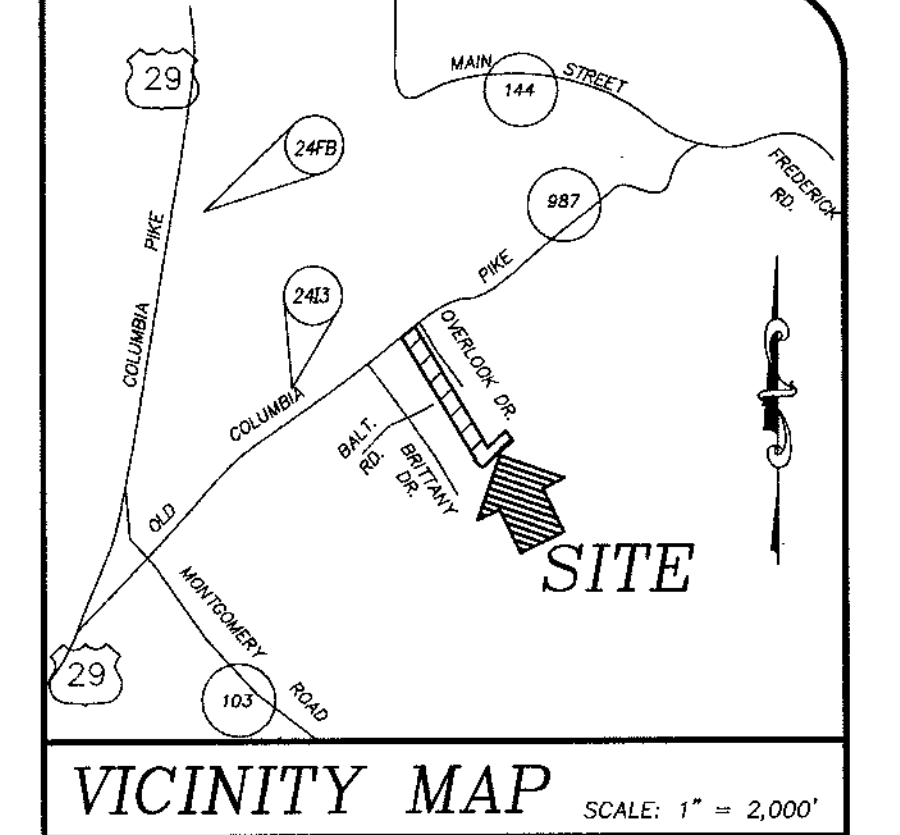 29
MAIN
STREET
144
24FB
FREDERICK
RD.
987
PIKE
COLUMBIA PIKE
24I3
OVERLOOK DR.
COLUMBIA
BALT.
RD.
BRITTANY
DR.
OLD
SITE
MONTGOMERY
ROAD
29
103
VICINITY MAP
SCALE: 1" = 2,000'